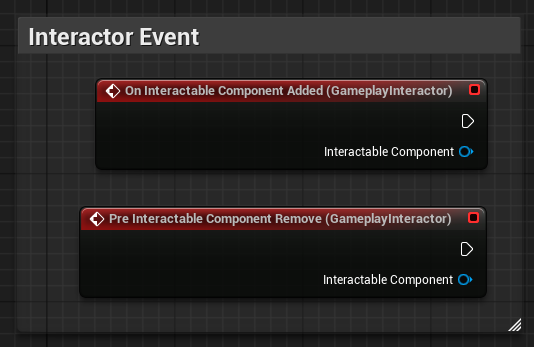 Interactor Event
On Interactable Component Added (GameplayInteractor)
Interactable Component
Pre Interactable Component Remove (GameplayInteractor)
Interactable Component